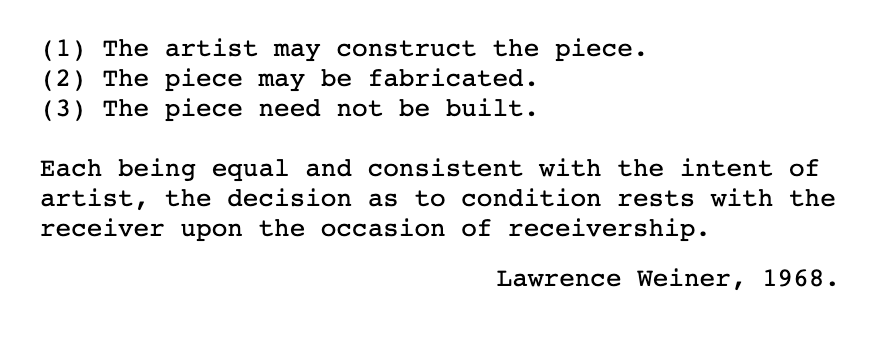 (1) The artist may construct the piece.
(2) The piece may be fabricated.
(3) The piece need not be built.
Each being equal and consistent with the intent of
artist, the decision as to condition rests with the
receiver upon the occasion of receivership.
Lawrence Weiner, 1968.